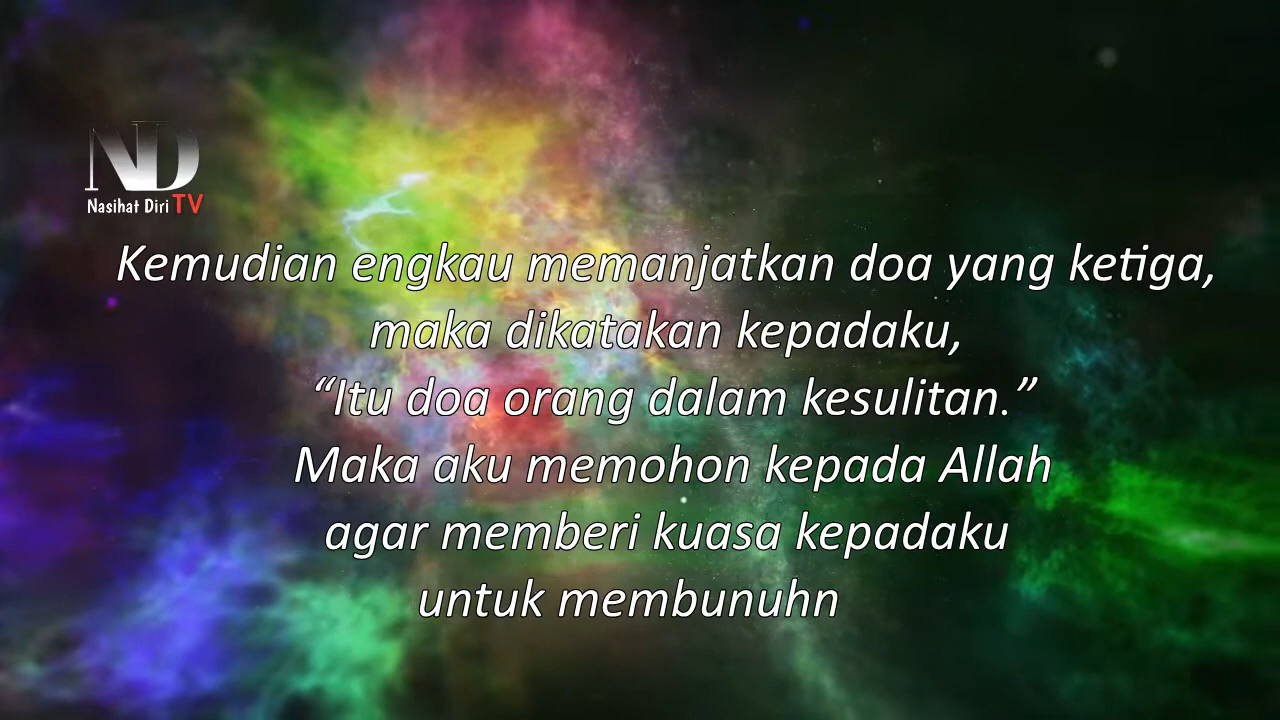 ND
Nasihat Diri TV
Kemudian engkau memanjatkan doa yang ketiga,
maka dikatakan kepadaku,
“Itu doa orang dalam kesulitan.”
Maka aku memohon kepada Allah
agar memberi kuasa kepadaku
untuk membunuhn